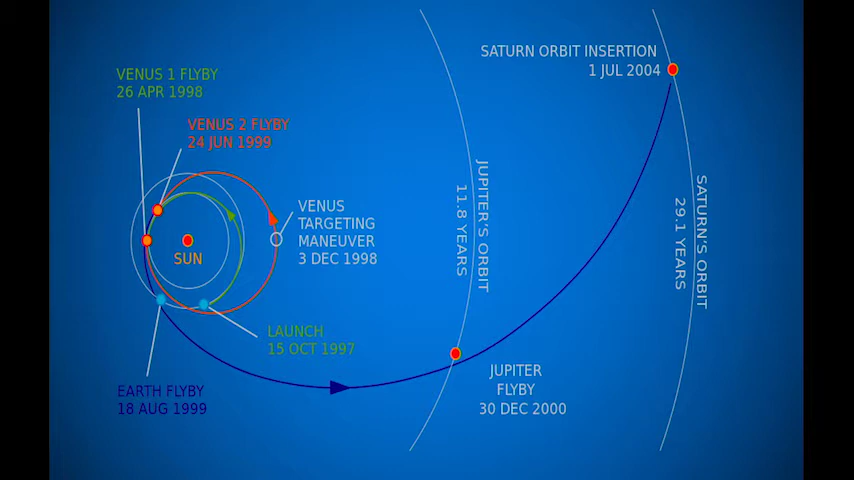 SATURN ORBIT INSERTION
1 JUL 2004
VENUS 1 FLYBY
26 APR 1998
VENUS 2 FLYBY
24 JUN 1999
VENUS
TARGETING
MANEUVER
3 DEC 1998
SUN
JUPITER'S ORBIT
11.8 YEARS
SATURN'S ORBIT
29.1 YEARS
LAUNCH
15 OCT 1997
EARTH FLYBY
18 AUG 1999
JUPITER
FLYBY
30 DEC 2000